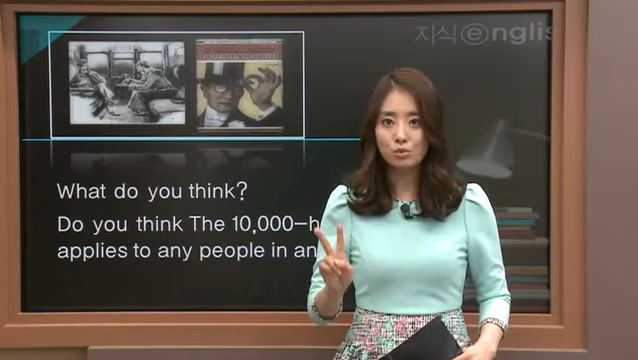 지식ⓔnglis
What do you think?
Do you think The 10,000-h
applies to any people in an